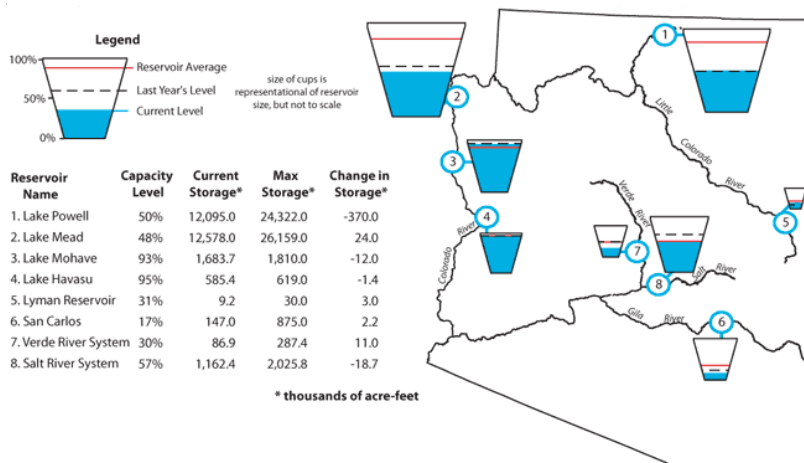 Legend
100%
50%
0%
Reservoir Average
Last Year's Level
Current Level
size of cups is
representational of reservoir
size, but not to scale
Reservoir Name Capacity Level Current Storage* Max Storage* Change in Storage*
1. Lake Powell 50% 12,095.0 24,322.0 -370.0
2. Lake Mead 48% 12,578.0 26,159.0 24.0
3. Lake Mohave 93% 1,683.7 1,810.0 -12.0
4. Lake Havasu 95% 585.4 619.0 -1.4
5. Lyman Reservoir 31% 9.2 30.0 3.0
6. San Carlos 17% 147.0 875.0 2.2
7. Verde River System 30% 86.9 287.4 11.0
8. Salt River System 57% 1,162.4 2,025.8 -18.7
* thousands of acre-feet
1
2
3
4
5
6
7
8
Little Colorado River
Verde River
Colorado River
Salt River
Gila River